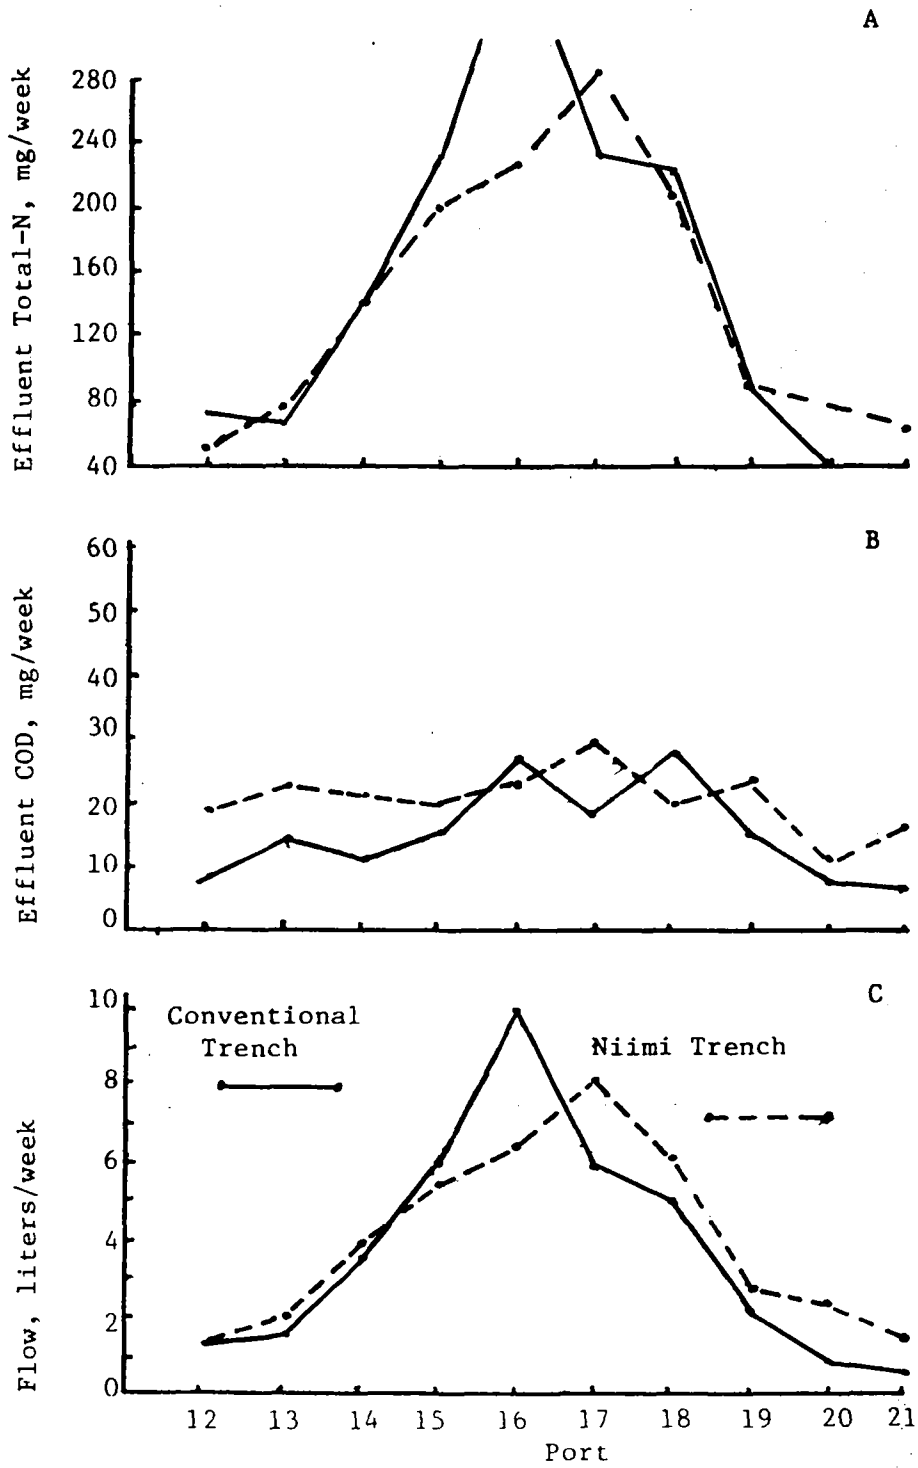 A
Effluent Total-N, mg/week
280
240
200
160
120
80
40
B
Effluent COD, mg/week
60
50
40
30
20
10
0
C
Flow, liters/week
10
8
6
4
2
0
Conventional
Trench
Niimi Trench
12 13 14 15 16 17 18 19 20 21
Port